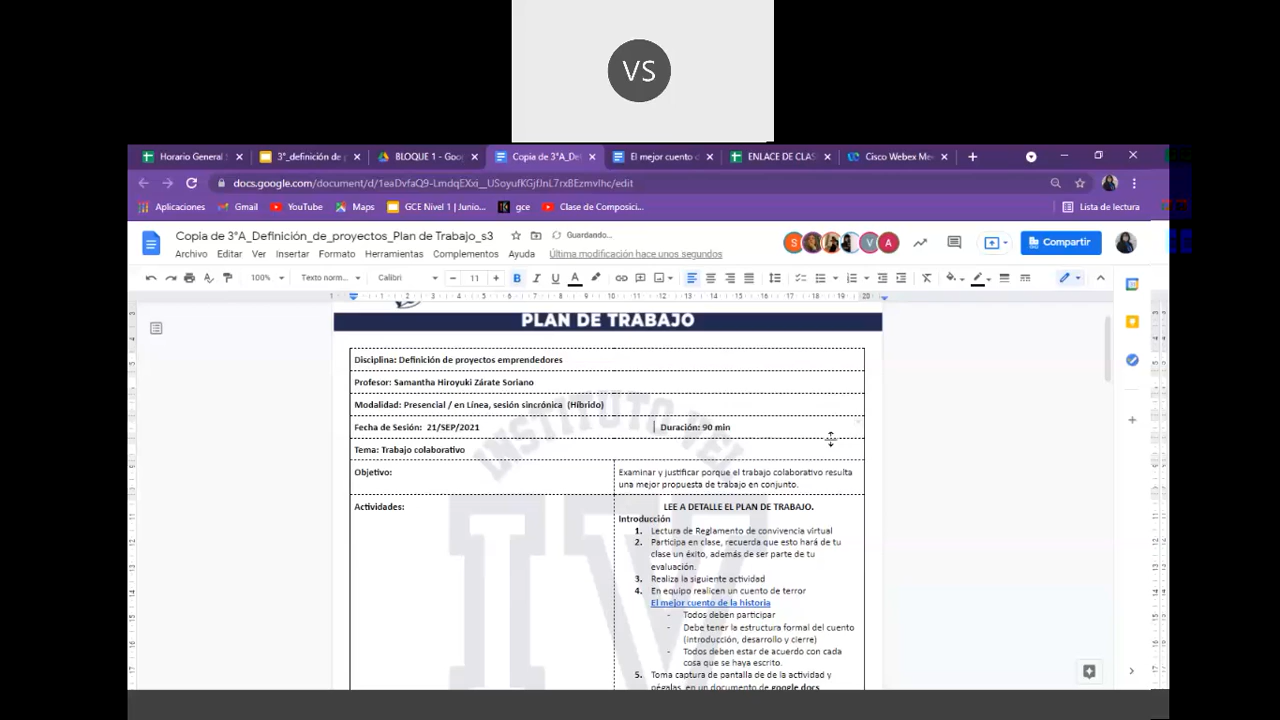 VS
Horario General
3°_definición de p
BLOQUE 1 - Goo
Copia de 3°A_De
El mejor cuento d
ENLACE DE CLAS
Cisco Webex Me
docs.google.com/document/d/1eaDvfaQ9-LmdqEXxi__USoyufKGjfJnL7rxBEzmvIhc/edit
Aplicaciones
Gmail
YouTube
Maps
GCE Nivel 1 | Junio...
gce
Clase de Composici...
Lista de lectura
Copia de 3°A_Definición_de_proyectos_Plan de Trabajo_s3
Guardando...
S
V
A
Compartir
Archivo Editar Ver Insertar Formato Herramientas Complementos Ayuda
Última modificación hace unos segundos
100% Texto norm... Calibri 11
PLAN DE TRABAJO
Disciplina: Definición de proyectos emprendedores
Profesor: Samantha Hiroyuki Zárate Soriano
Modalidad: Presencial / en Línea, sesión sincrónica (Híbrido)
Fecha de Sesión: 21/SEP/2021
Duración: 90 min
Tema: Trabajo colaborativo
Objetivo:
Examinar y justificar porque el trabajo colaborativo resulta
una mejor propuesta de trabajo en conjunto.
Actividades:
LEE A DETALLE EL PLAN DE TRABAJO.
Introducción
1. Lectura de Reglamento de convivencia virtual
2. Participa en clase, recuerda que esto hará de tu
clase un éxito, además de ser parte de tu
evaluación.
3. Realiza la siguiente actividad
4. En equipo realicen un cuento de terror
El mejor cuento de la historia
- Todos deben participar
- Debe tener la estructura formal del cuento
(introducción, desarrollo y cierre)
- Todos deben estar de acuerdo con cada
cosa que se haya escrito.
5. Toma captura de pantalla de de la actividad y
pégalas, en un documento de google docs